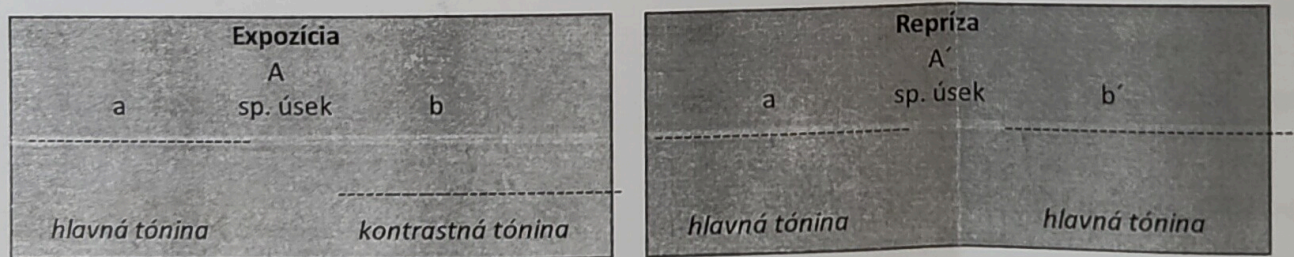 Expozícia
A
a sp. úsek b
hlavná tónina kontrastná tónina
Repríza
A´
a sp. úsek b´
hlavná tónina hlavná tónina